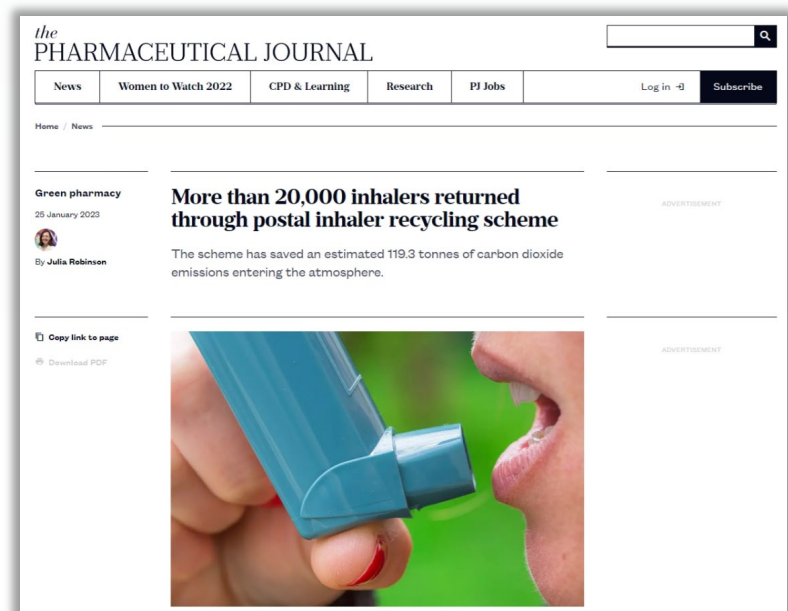 the
PHARMACEUTICAL JOURNAL
News Women to Watch 2022 CPD & Learning Research PJ Jobs Log in Subscribe
Home / News
Green pharmacy
25 January 2023
By Julia Robinson
More than 20,000 inhalers returned
through postal inhaler recycling scheme
The scheme has saved an estimated 119.3 tonnes of carbon dioxide
emissions entering the atmosphere.
ADVERTISEMENT
Copy link to page
Download PDF
ADVERTISEMENT